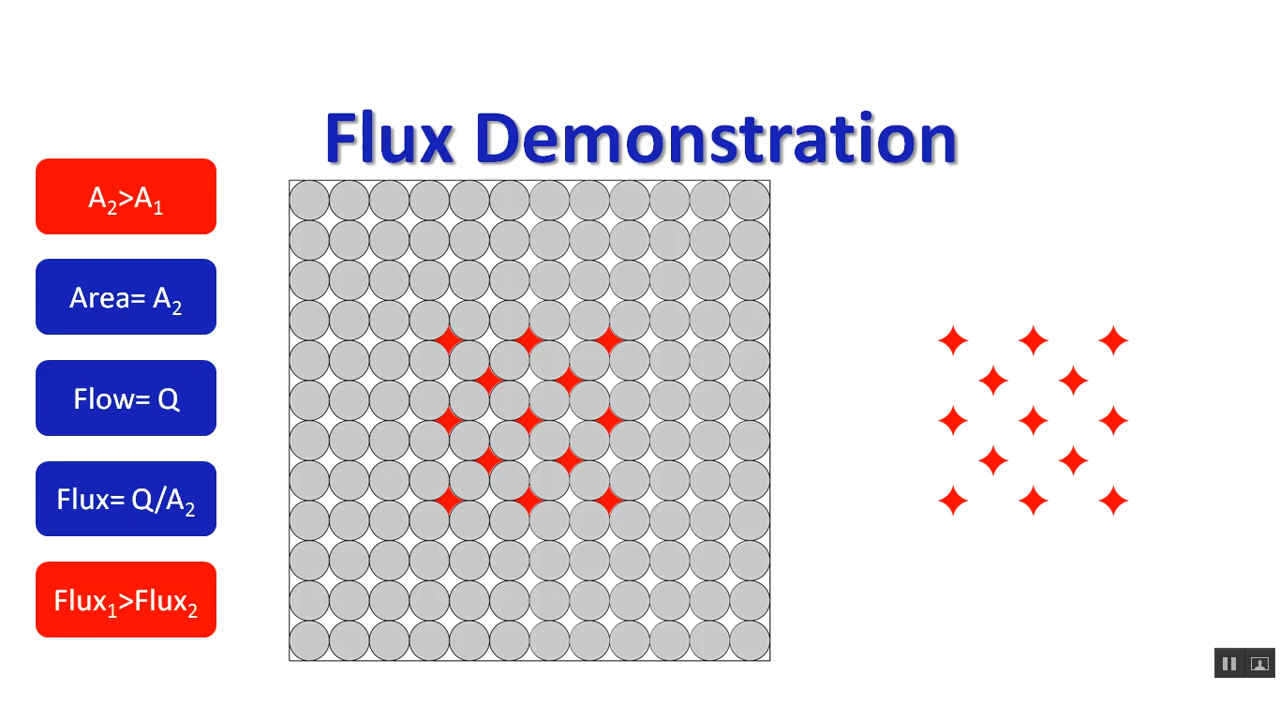 Flux Demonstration
A₂>A₁
Area= A₂
Flow= Q
Flux= Q/A₂
Flux₁>Flux₂